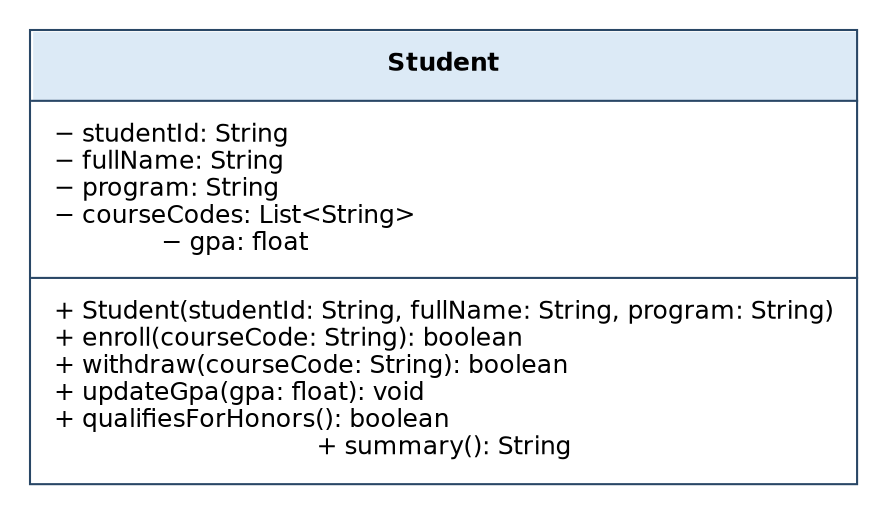 Student
− studentId: String
− fullName: String
− program: String
− courseCodes: List<String>
− gpa: float
+ Student(studentId: String, fullName: String, program: String)
+ enroll(courseCode: String): boolean
+ withdraw(courseCode: String): boolean
+ updateGpa(gpa: float): void
+ qualifiesForHonors(): boolean
+ summary(): String